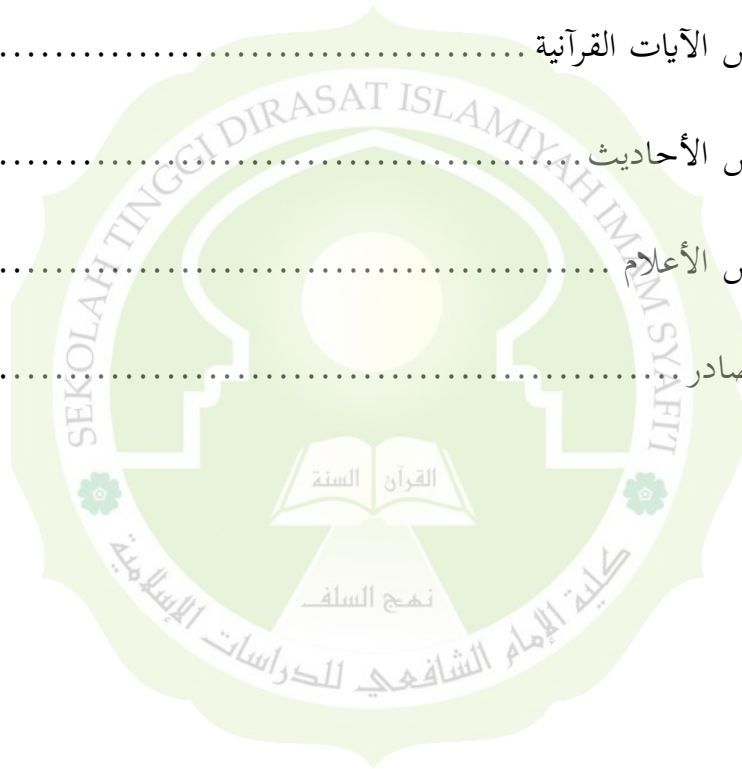 س الآيات القرآنية ........................................
س الأحاديث ........................................
س الأعلام ........................................
صادر ........................................
SEKOLAH TINGGI DIRASAT ISLAMIYAH IMAM SYAFI'I
القرآن السنة
نهج السلف
كلية الإمام الشافعي للدراسات الإسلامية